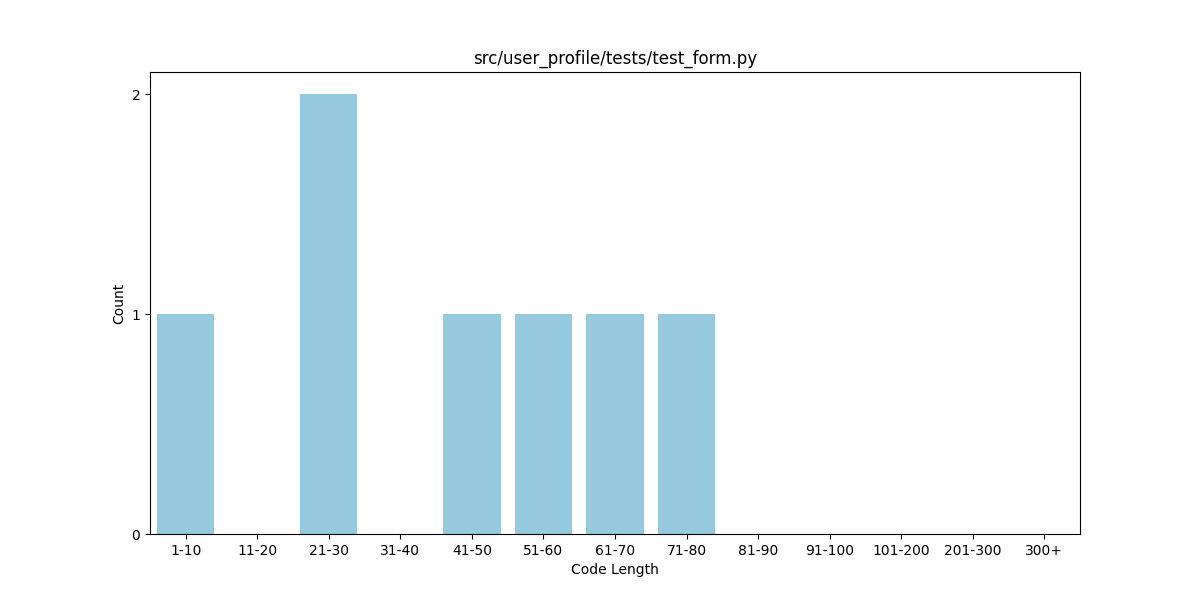 src/user_profile/tests/test_form.py
2
1
0
Count
1-10 11-20 21-30 31-40 41-50 51-60 61-70 71-80 81-90 91-100 101-200 201-300 300+
Code Length